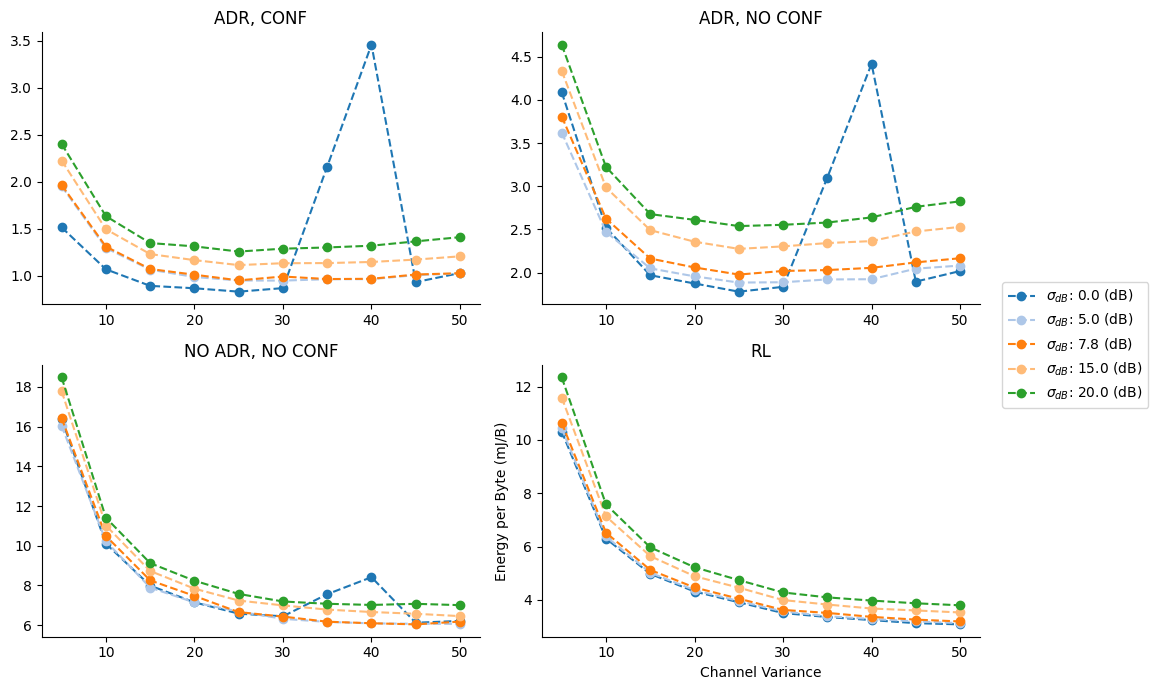 ADR, CONF
3.5
3.0
2.5
2.0
1.5
1.0
10 20 30 40 50
ADR, NO CONF
4.5
4.0
3.5
3.0
2.5
2.0
10 20 30 40 50
NO ADR, NO CONF
18
16
14
12
10
8
6
10 20 30 40 50
RL
Energy per Byte (mJ/B)
12
10
8
6
4
10 20 30 40 50
Channel Variance
σdB: 0.0 (dB)
σdB: 5.0 (dB)
σdB: 7.8 (dB)
σdB: 15.0 (dB)
σdB: 20.0 (dB)